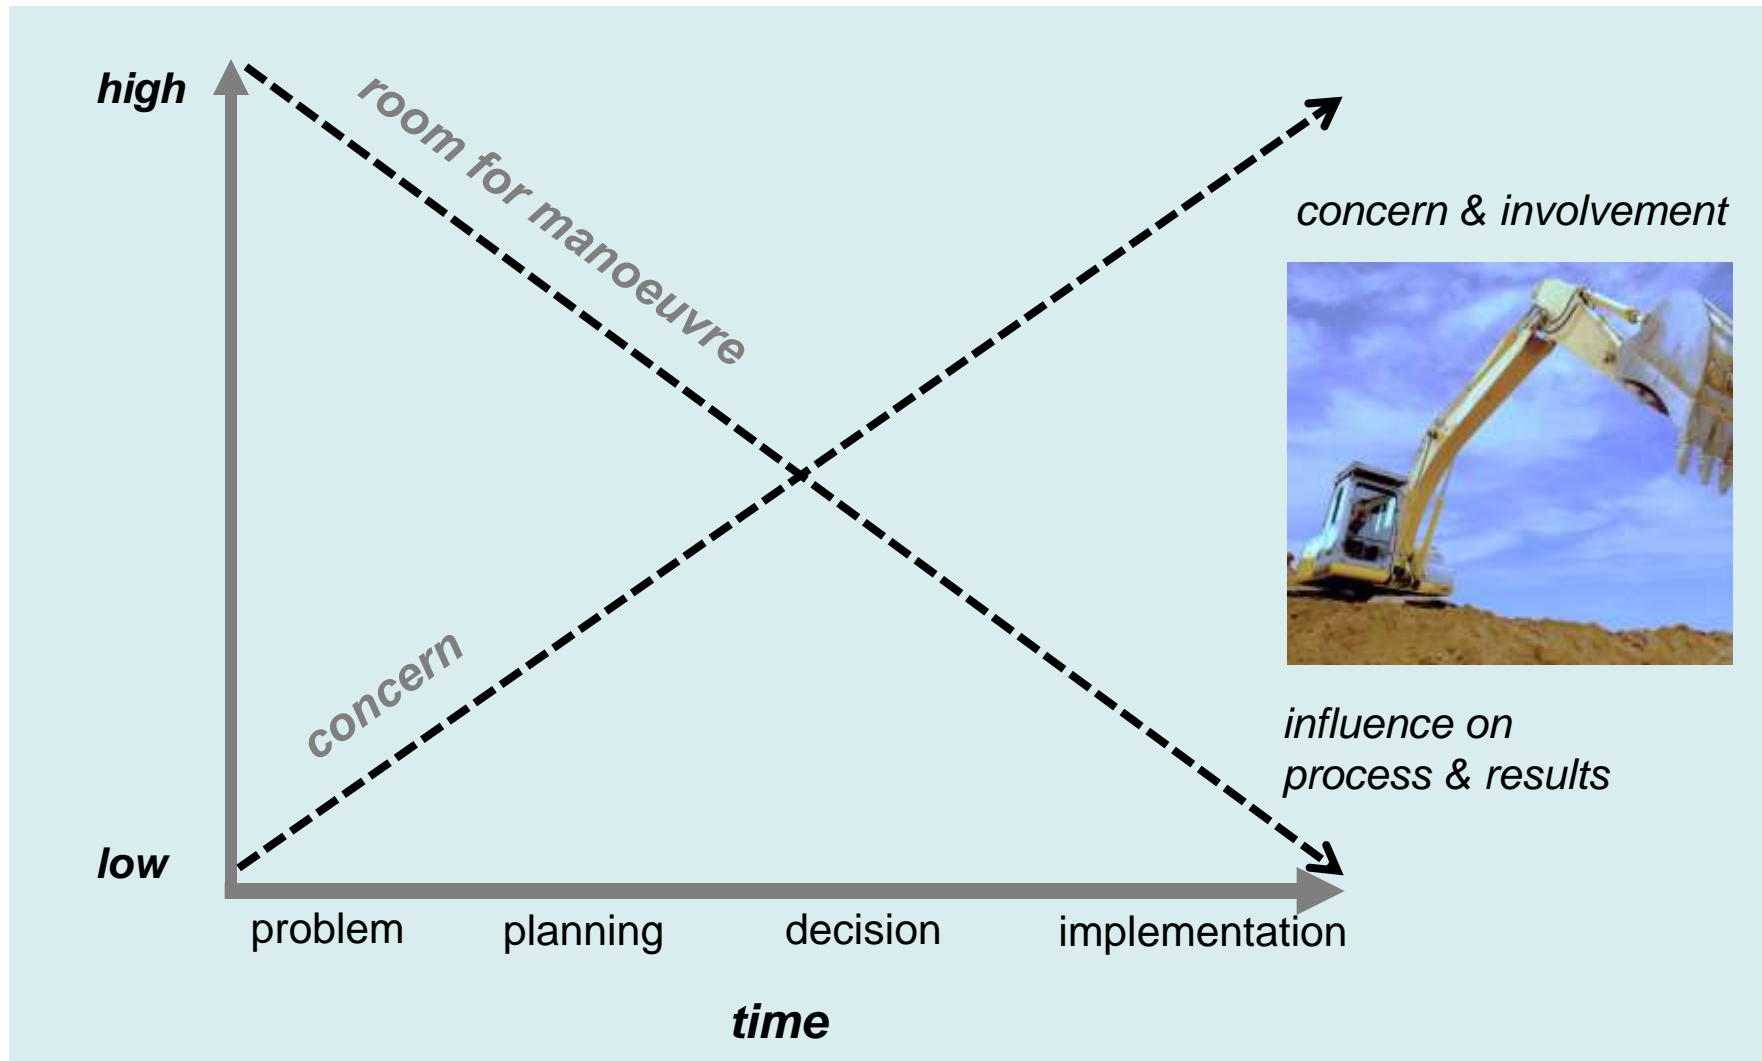 high
room for manoeuvre
concern & involvement
concern
influence on
process & results
low
problem
planning
decision
implementation
time